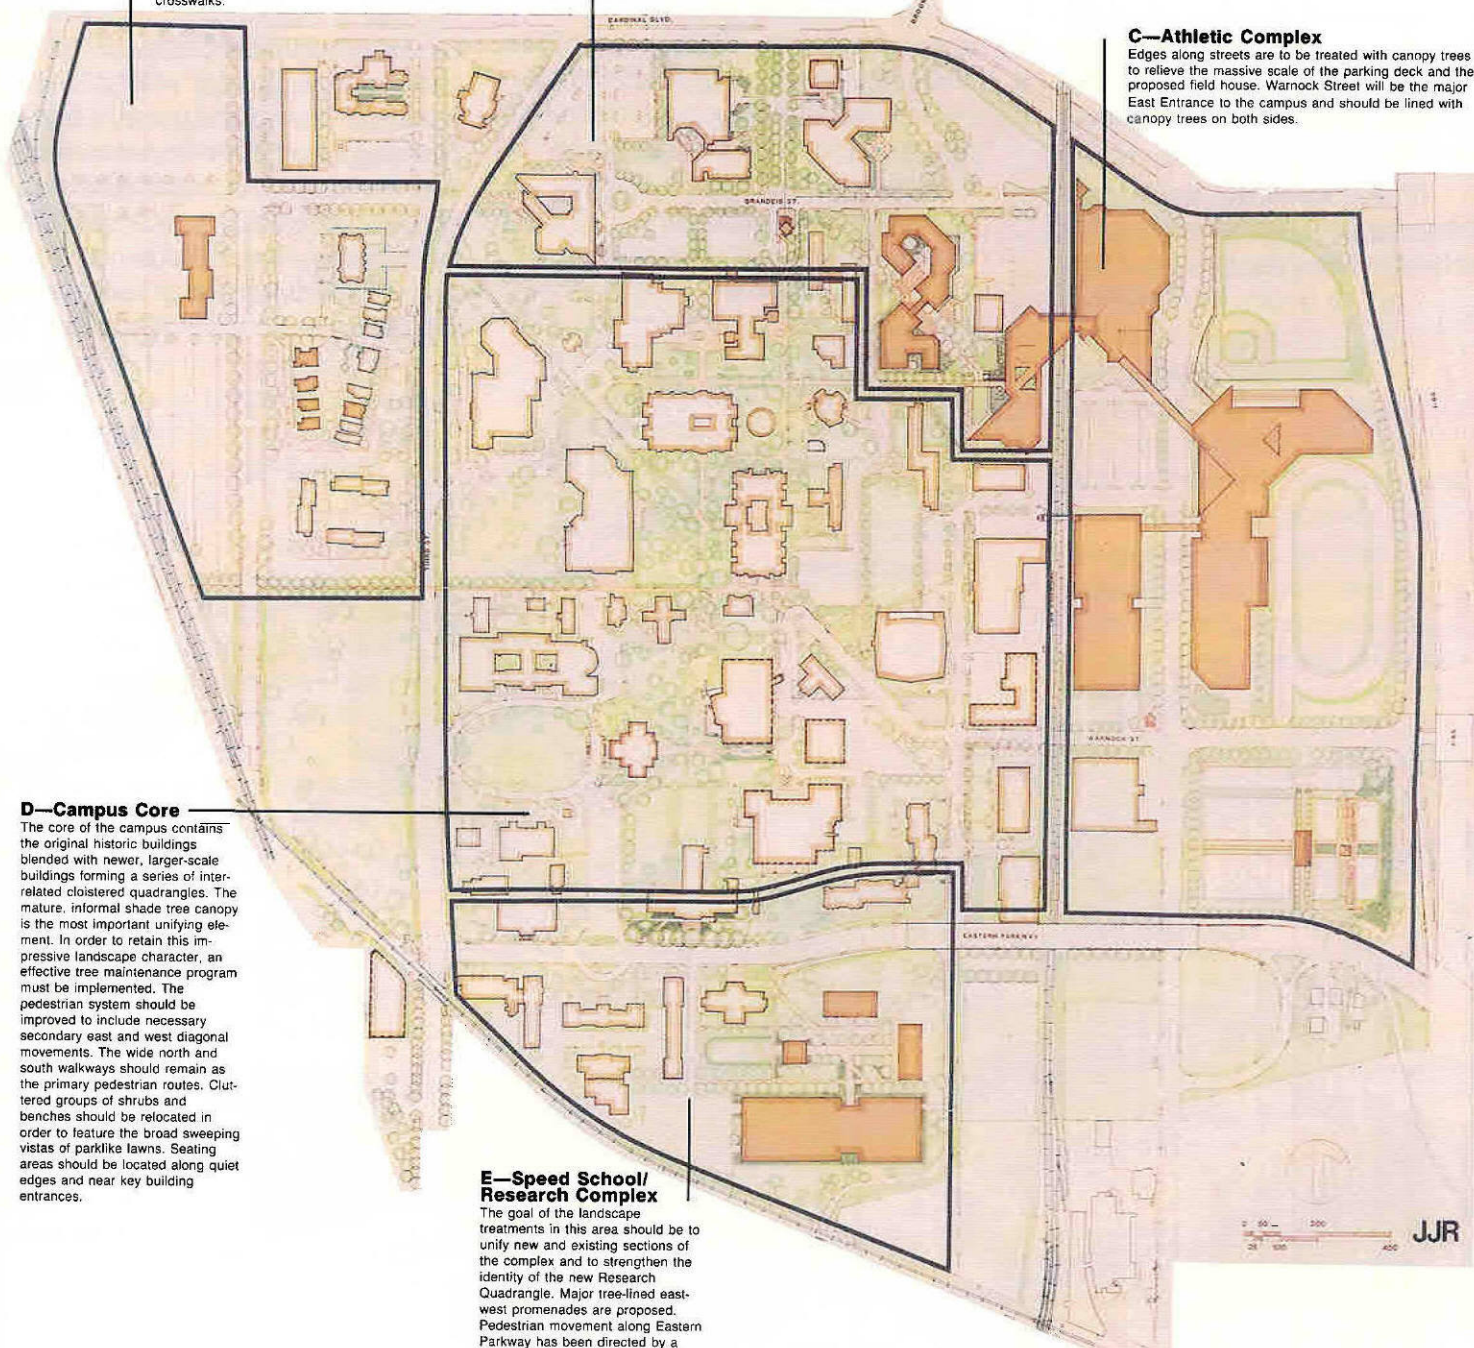 crosswalks.
CARDINAL BLVD.
C—Athletic Complex
Edges along streets are to be treated with canopy trees
to relieve the massive scale of the parking deck and the
proposed field house. Warnock Street will be the major
East Entrance to the campus and should be lined with
canopy trees on both sides.
BRANDEIS ST.
THIRD ST.
WARNOCK ST.
D—Campus Core
The core of the campus contains
the original historic buildings
blended with newer, larger-scale
buildings forming a series of inter-
related cloistered quadrangles. The
mature, informal shade tree canopy
is the most important unifying ele-
ment. In order to retain this im-
pressive landscape character, an
effective tree maintenance program
must be implemented. The
pedestrian system should be
improved to include necessary
secondary east and west diagonal
movements. The wide north and
south walkways should remain as
the primary pedestrian routes. Clut-
tered groups of shrubs and
benches should be relocated in
order to feature the broad sweeping
vistas of parklike lawns. Seating
areas should be located along quiet
edges and near key building
entrances.
EASTERN PARKWAY
E—Speed School/
Research Complex
The goal of the landscape
treatments in this area should be to
unify new and existing sections of
the complex and to strengthen the
identity of the new Research
Quadrangle. Major tree-lined east-
west promenades are proposed.
Pedestrian movement along Eastern
Parkway has been directed by a
0 50 200
25 100 400
JJR